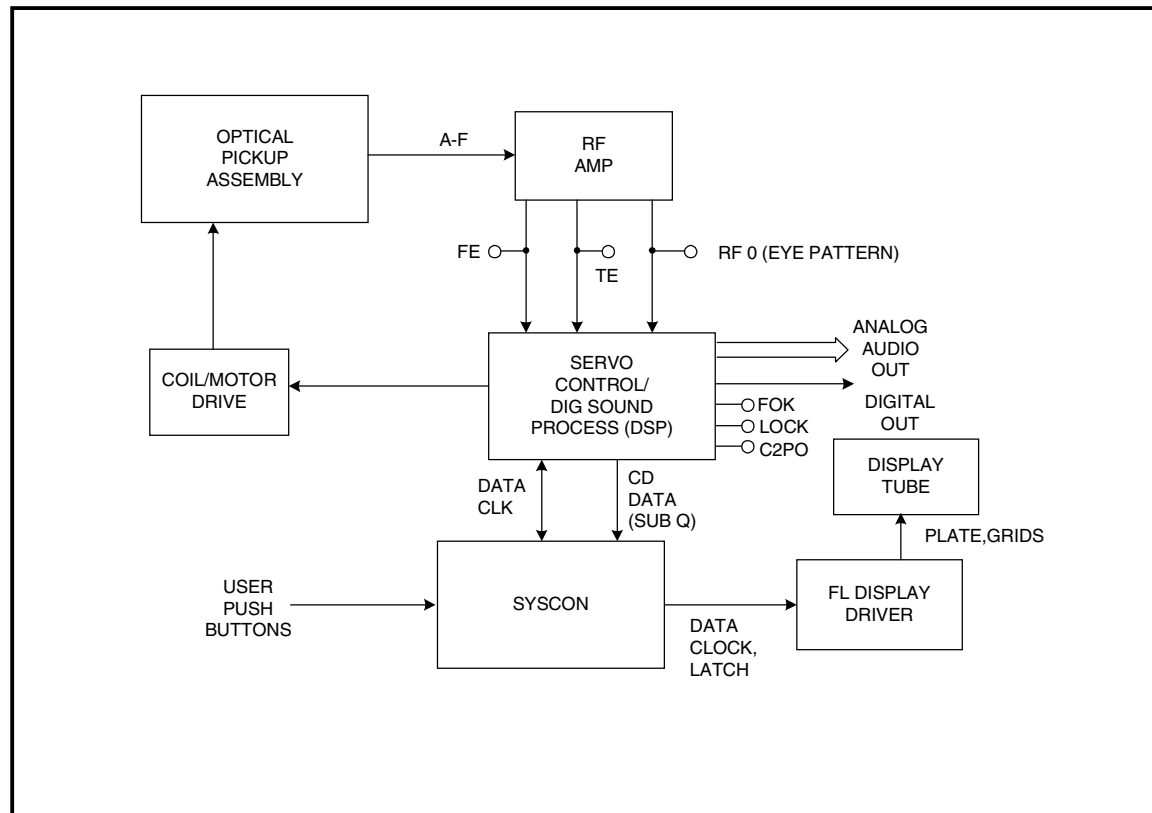 OPTICAL
PICKUP
ASSEMBLY
A-F
RF
AMP
FE
TE
RF 0 (EYE PATTERN)
COIL/MOTOR
DRIVE
SERVO
CONTROL/
DIG SOUND
PROCESS (DSP)
ANALOG
AUDIO
OUT
DIGITAL
OUT
FOK
LOCK
C2PO
DISPLAY
TUBE
DATA
CLK
CD
DATA
(SUB Q)
PLATE,GRIDS
USER
PUSH
BUTTONS
SYSCON
DATA
CLOCK,
LATCH
FL DISPLAY
DRIVER